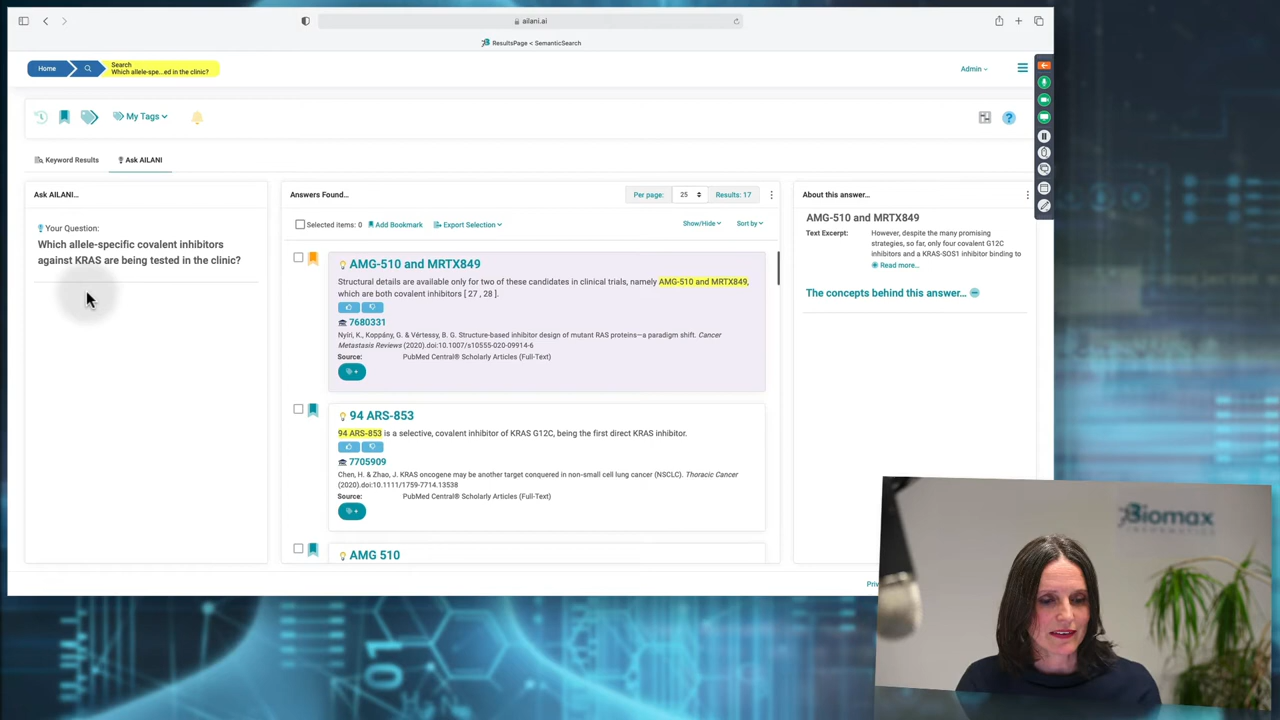 ailani.ai
ResultsPage < SemanticSearch
Home
Search
Which allele-spe...ed in the clinic?
Admin
My Tags
?
Keyword Results
Ask AILANI
Ask AILANI...
Your Question:
Which allele-specific covalent inhibitors
against KRAS are being tested in the clinic?
Answers Found...
Per page:
25
Results: 17
Selected items: 0
Add Bookmark
Export Selection
Show/Hide
Sort by
AMG-510 and MRTX849
Structural details are available only for two of these candidates in clinical trials, namely AMG-510 and MRTX849,
which are both covalent inhibitors [ 27 , 28 ].
7680331
Nyíri, K., Koppány, G. & Vértessy, B. G. Structure-based inhibitor design of mutant RAS proteins—a paradigm shift. Cancer
Metastasis Reviews (2020).doi:10.1007/s10555-020-09914-6
Source: PubMed Central® Scholarly Articles (Full-Text)
94 ARS-853
94 ARS-853 is a selective, covalent inhibitor of KRAS G12C, being the first direct KRAS inhibitor.
7705909
Chen, H. & Zhao, J. KRAS oncogene may be another target conquered in non-small cell lung cancer (NSCLC). Thoracic Cancer
(2020).doi:10.1111/1759-7714.13538
Source: PubMed Central® Scholarly Articles (Full-Text)
AMG 510
About this answer...
AMG-510 and MRTX849
Text Excerpt:
However, despite the many promising
strategies, so far, only four covalent G12C
inhibitors and a KRAS-SOS1 inhibitor binding to
Read more...
The concepts behind this answer...
Priv
Biomax
INFORMATICS